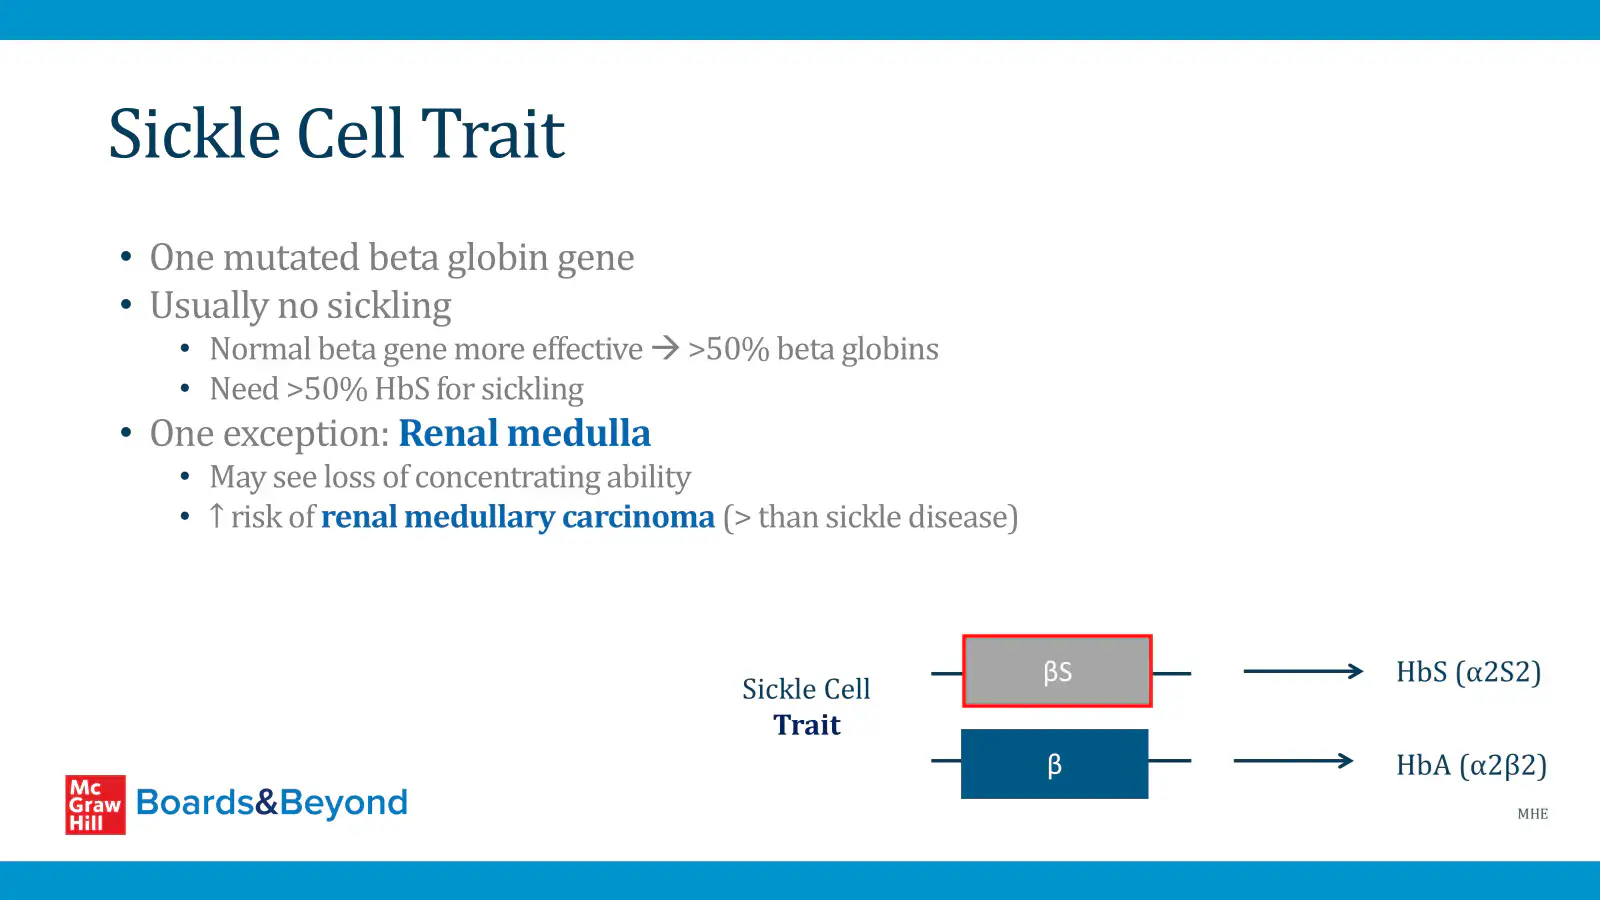 Sickle Cell Trait
• One mutated beta globin gene
• Usually no sickling
• Normal beta gene more effective → >50% beta globins
• Need >50% HbS for sickling
• One exception: Renal medulla
• May see loss of concentrating ability
• ↑ risk of renal medullary carcinoma (> than sickle disease)
Sickle Cell
Trait
βS
HbS (α2S2)
β
HbA (α2β2)
Mc
Graw
Hill
Boards&Beyond
MHE